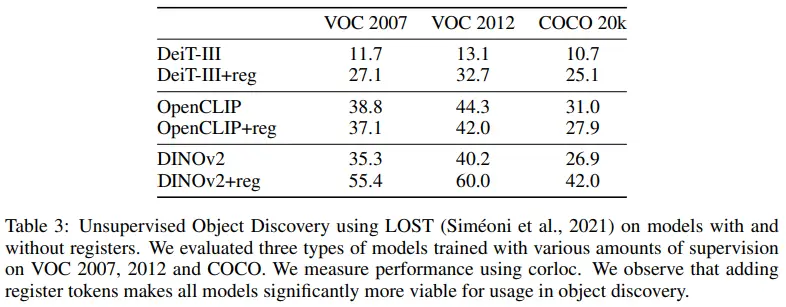 VOC 2007 VOC 2012 COCO 20k
DeiT-III 11.7 13.1 10.7
DeiT-III+reg 27.1 32.7 25.1
OpenCLIP 38.8 44.3 31.0
OpenCLIP+reg 37.1 42.0 27.9
DINOv2 35.3 40.2 26.9
DINOv2+reg 55.4 60.0 42.0
Table 3: Unsupervised Object Discovery using LOST (Siméoni et al., 2021) on models with and
without registers. We evaluated three types of models trained with various amounts of supervision
on VOC 2007, 2012 and COCO. We measure performance using corloc. We observe that adding
register tokens makes all models significantly more viable for usage in object discovery.